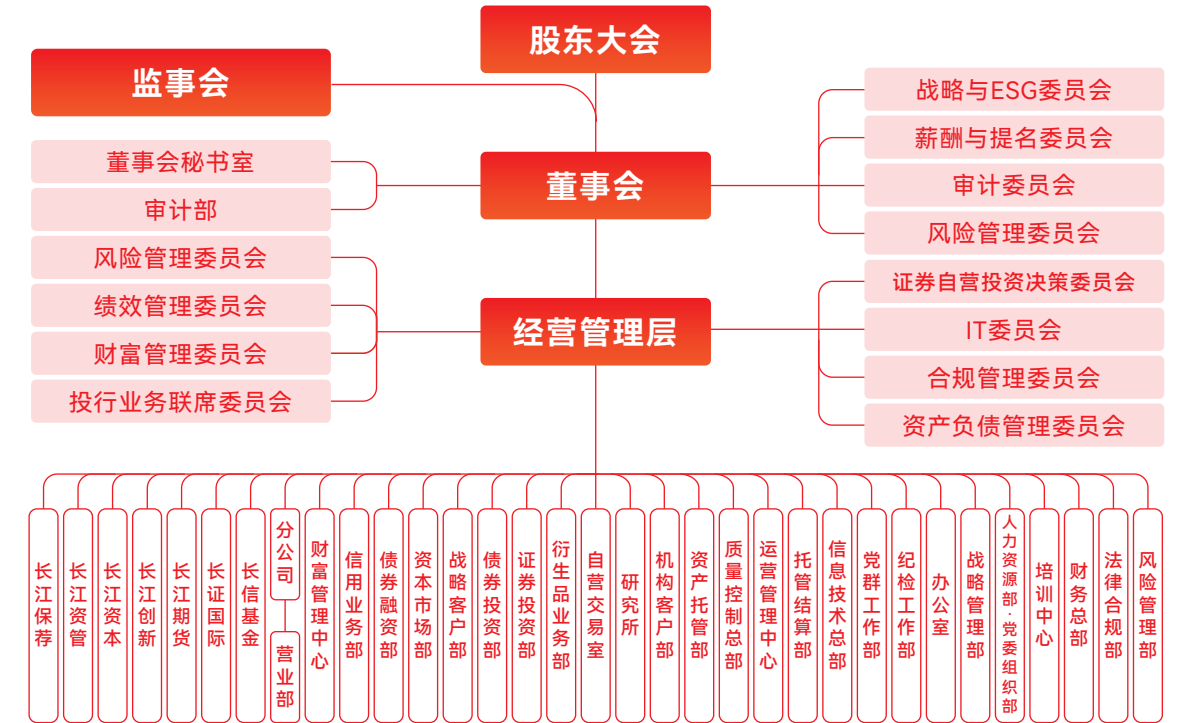 股东大会
监事会
战略与ESG委员会
薪酬与提名委员会
董事会秘书室
董事会
审计委员会
审计部
风险管理委员会
风险管理委员会
证券自营投资决策委员会
绩效管理委员会
经营管理层
IT委员会
财富管理委员会
合规管理委员会
投行业务联席委员会
资产负债管理委员会
长江保荐
长江资管
长江资本
长江创新
长江期货
长证国际
长信基金
分公司
营业部
财富管理中心
信用业务部
债券融资部
资本市场部
战略客户部
债券投资部
证券投资部
衍生品业务部
自营交易室
研究所
机构客户部
资产托管部
质量控制总部
运营管理中心
托管结算部
信息技术总部
党群工作部
纪检工作部
办公室
战略管理部
人力资源部·党委组织部
培训中心
财务总部
法律合规部
风险管理部